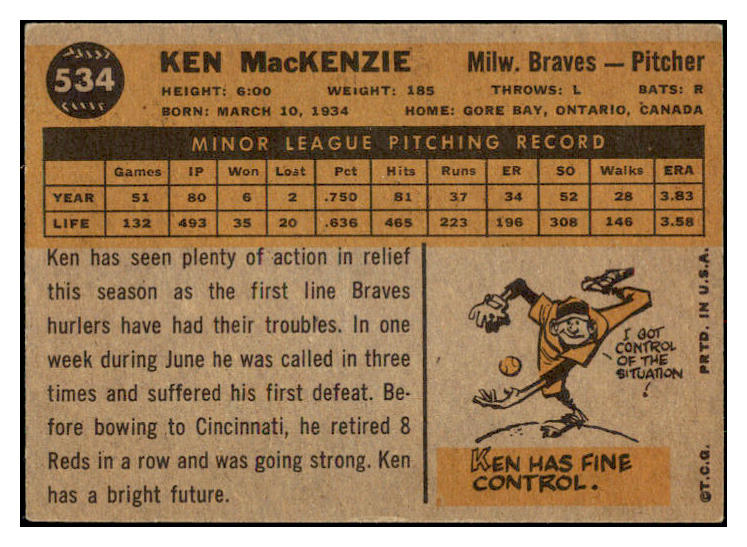 534
KEN MacKENZIE Milw. Braves — Pitcher
HEIGHT: 6:00 WEIGHT: 185 THROWS: L BATS: R
BORN: MARCH 10, 1934 HOME: GORE BAY, ONTARIO, CANADA
MINOR LEAGUE PITCHING RECORD
Games IP Won Lost Pct Hits Runs ER SO Walks ERA
YEAR 51 80 6 2 .750 81 37 34 52 28 3.83
LIFE 132 493 35 20 .636 465 223 196 308 146 3.58
Ken has seen plenty of action in relief
this season as the first line Braves
hurlers have had their troubles. In one
week during June he was called in three
times and suffered his first defeat. Be-
fore bowing to Cincinnati, he retired 8
Reds in a row and was going strong. Ken
has a bright future.
I GOT
CONTROL
OF THE
SITUATION
!
KEN HAS FINE
CONTROL.
©T.C.G. PRTD. IN U.S.A.